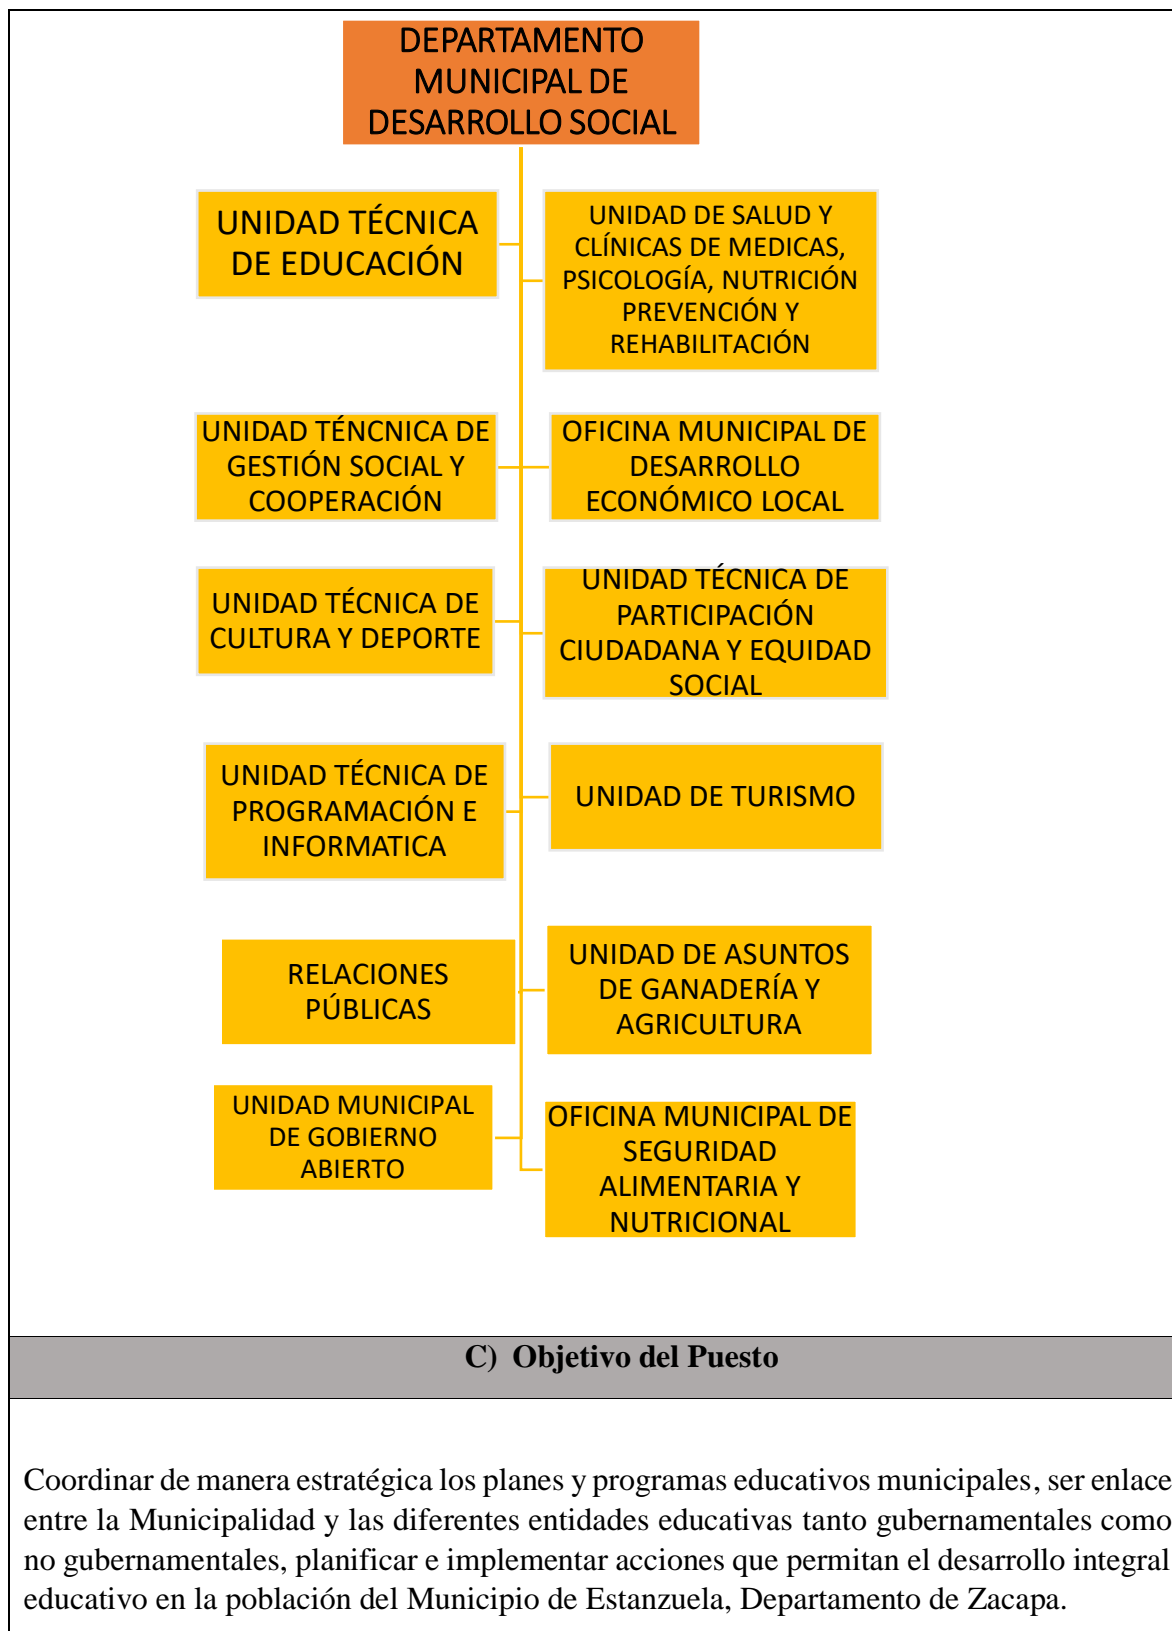 DEPARTAMENTO
MUNICIPAL DE
DESARROLLO SOCIAL
UNIDAD TÉCNICA
DE EDUCACIÓN
UNIDAD DE SALUD Y
CLÍNICAS DE MEDICAS,
PSICOLOGÍA, NUTRICIÓN
PREVENCIÓN Y
REHABILITACIÓN
UNIDAD TÉNCNICA DE
GESTIÓN SOCIAL Y
COOPERACIÓN
OFICINA MUNICIPAL DE
DESARROLLO
ECONÓMICO LOCAL
UNIDAD TÉCNICA DE
CULTURA Y DEPORTE
UNIDAD TÉCNICA DE
PARTICIPACIÓN
CIUDADANA Y EQUIDAD
SOCIAL
UNIDAD TÉCNICA DE
PROGRAMACIÓN E
INFORMATICA
UNIDAD DE TURISMO
RELACIONES
PÚBLICAS
UNIDAD DE ASUNTOS
DE GANADERÍA Y
AGRICULTURA
UNIDAD MUNICIPAL
DE GOBIERNO
ABIERTO
OFICINA MUNICIPAL DE
SEGURIDAD
ALIMENTARIA Y
NUTRICIONAL
C) Objetivo del Puesto
Coordinar de manera estratégica los planes y programas educativos municipales, ser enlace
entre la Municipalidad y las diferentes entidades educativas tanto gubernamentales como
no gubernamentales, planificar e implementar acciones que permitan el desarrollo integral
educativo en la población del Municipio de Estanzuela, Departamento de Zacapa.